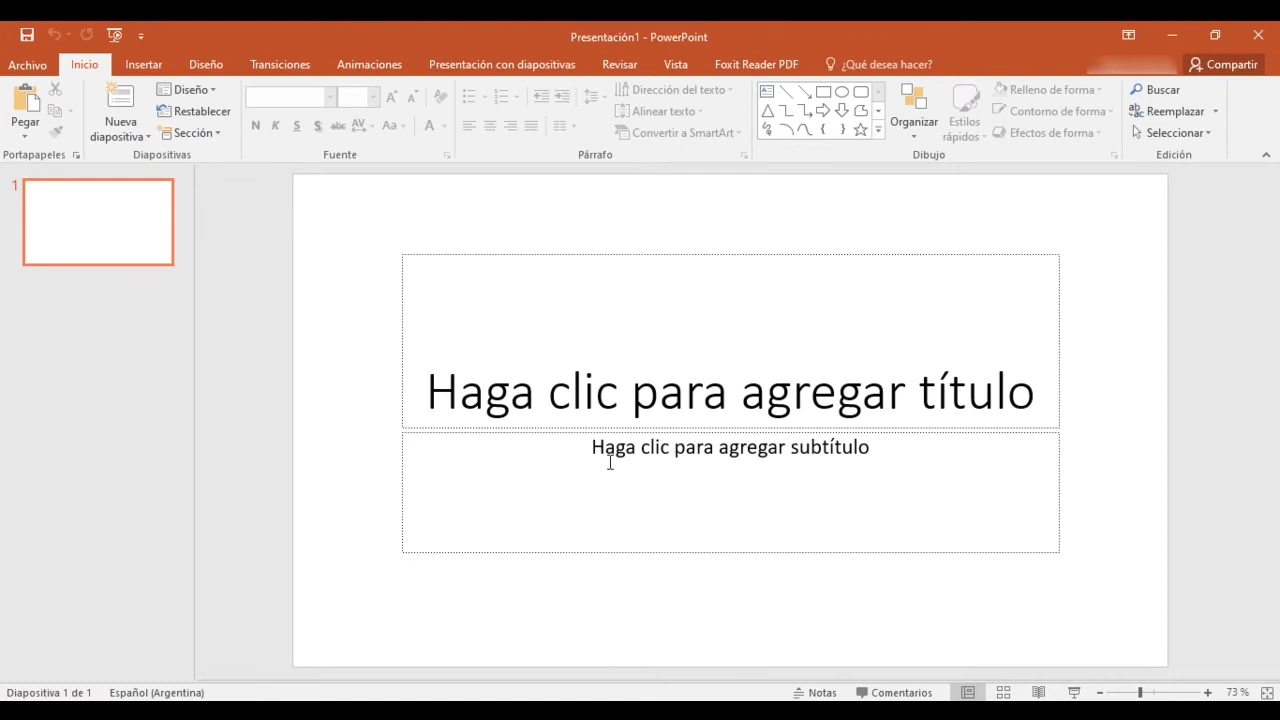 Presentación1 - PowerPoint
Archivo Inicio Insertar Diseño Transiciones Animaciones Presentación con diapositivas Revisar Vista Foxit Reader PDF ¿Qué desea hacer? Compartir
Pegar
Portapapeles
Nueva diapositiva
Diseño
Restablecer
Sección
Diapositivas
N K S S abc AV Aa A
Fuente
Dirección del texto
Alinear texto
Convertir a SmartArt
Párrafo
Organizar
Estilos rápidos
Relleno de forma
Contorno de forma
Efectos de forma
Dibujo
Buscar
Reemplazar
Seleccionar
Edición
1
Haga clic para agregar título
Haga clic para agregar subtítulo
Diapositiva 1 de 1 Español (Argentina) Notas Comentarios 73 %